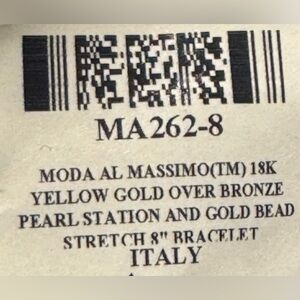 MA262-8
MODA AL MASSIMO(TM) 18K
YELLOW GOLD OVER BRONZE
PEARL STATION AND GOLD BEAD
STRETCH 8" BRACELET
ITALY